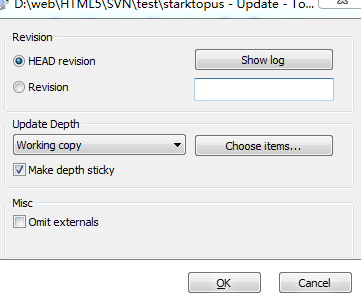 D:\web\HTML5\SVN\test\starktopus - Update - To...
Revision
HEAD revision
Show log
Revision
Update Depth
Working copy
Choose items...
Make depth sticky
Misc
Omit externals
OK
Cancel